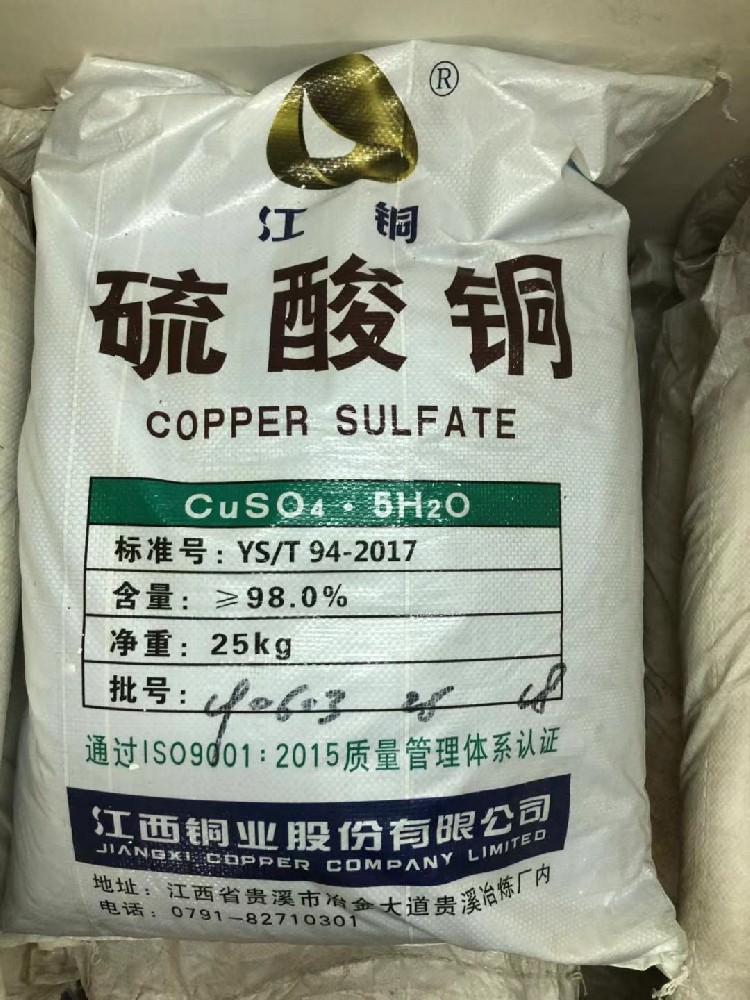 ®
江铜
硫酸铜
COPPER SULFATE
CuSO4·5H2O
标准号：YS/T 94-2017
含量：≥98.0%
净重：25kg
批号：
通过ISO9001:2015质量管理体系认证
江西铜业股份有限公司
JIANGXI COPPER COMPANY LIMITED
地址：江西省贵溪市冶金大道贵溪冶炼厂内
电话：0791-82710301